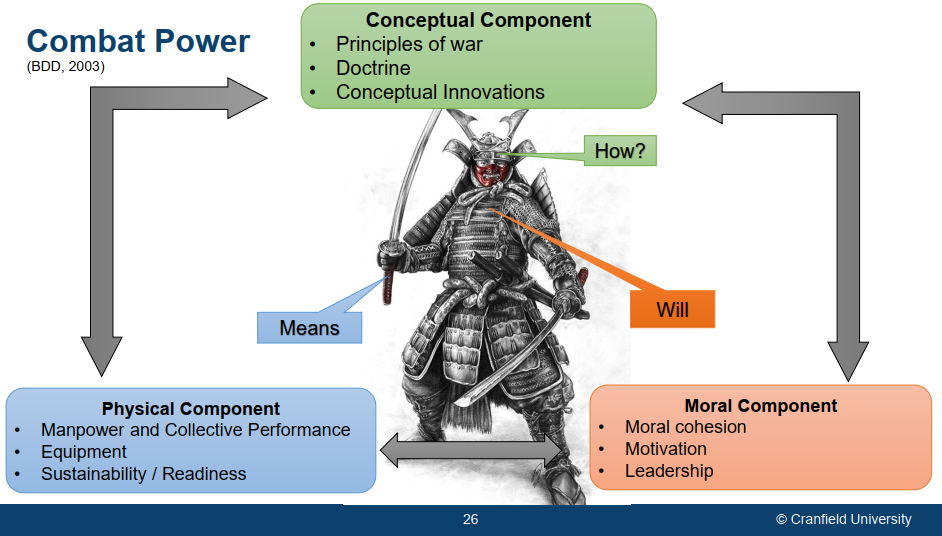 Combat Power
(BDD, 2003)
Conceptual Component
• Principles of war
• Doctrine
• Conceptual Innovations
How?
Means
Will
Physical Component
• Manpower and Collective Performance
• Equipment
• Sustainability / Readiness
Moral Component
• Moral cohesion
• Motivation
• Leadership
26
© Cranfield University